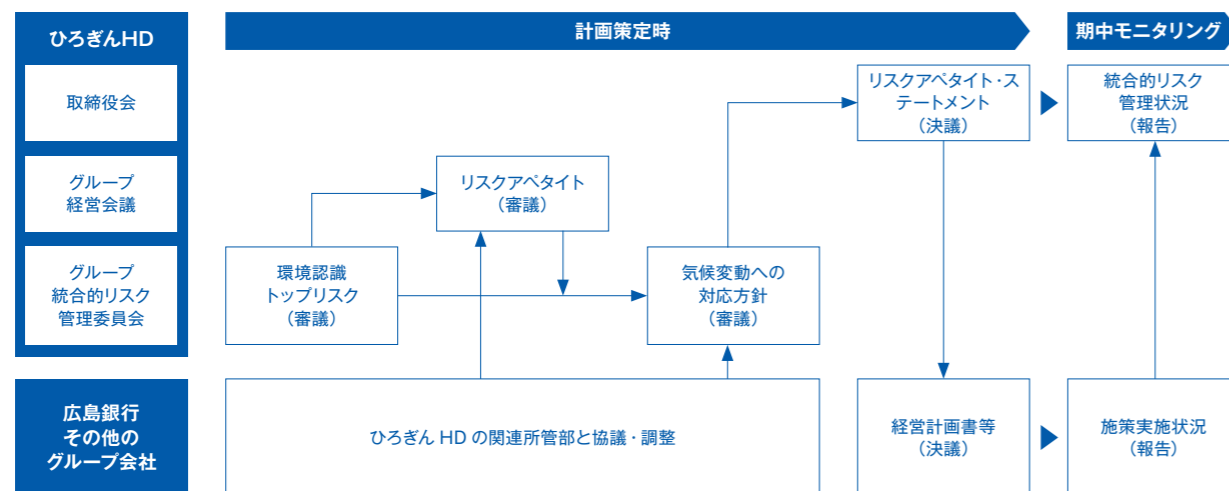 ひろぎんHD
計画策定時
期中モニタリング
取締役会
リスクアペタイト・ス
テートメント
（決議）
統合的リスク
管理状況
（報告）
グループ
経営会議
リスクアペタイト
（審議）
グループ
統合的リスク
管理委員会
環境認識
トップリスク
（審議）
気候変動への
対応方針
（審議）
広島銀行
その他の
グループ会社
ひろぎん HD の関連所管部と協議・調整
経営計画書等
（決議）
施策実施状況
（報告）